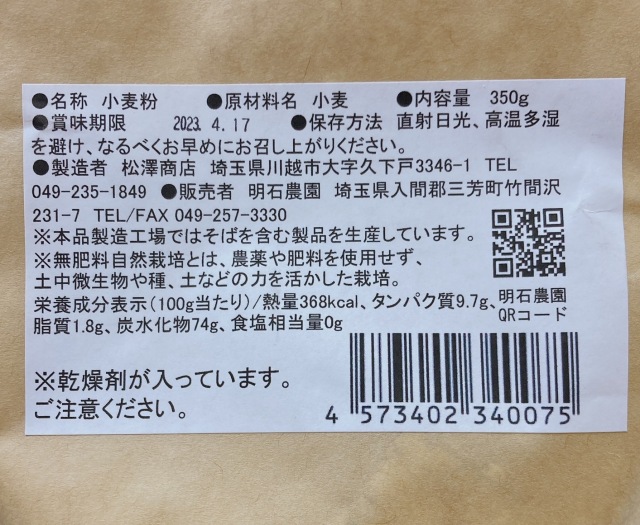 ●名称 小麦粉 ●原材料名 小麦 ●内容量 350g
●賞味期限 2023.4.17 ●保存方法 直射日光、高温多湿
を避け、なるべくお早めにお召し上がりください。
●製造者 松澤商店 埼玉県川越市大字久下戸3346-1 TEL
049-235-1849 ●販売者 明石農園 埼玉県入間郡三芳町竹間沢
231-7 TEL/FAX 049-257-3330
※本品製造工場ではそばを含む製品を生産しています。
※無肥料自然栽培とは、農薬や肥料を使用せず、
土中微生物や種、土などの力を活かした栽培。
栄養成分表示(100g当たり)/熱量368kcal、タンパク質9.7g、
脂質1.8g、炭水化物74g、食塩相当量0g
明石農園
QRコード
※乾燥剤が入っています。
ご注意ください。
4 573402 340075